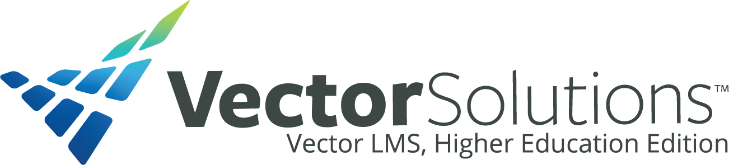 VectorSolutions™
Vector LMS, Higher Education Edition